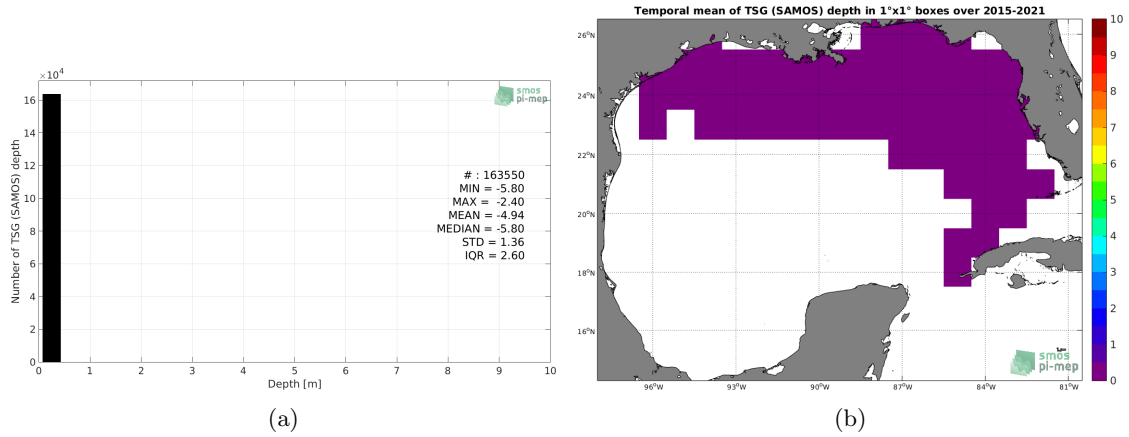 ×10⁴
16
14
12
10
8
6
4
2
0
Number of TSG (SAMOS) depth
0 1 2 3 4 5 6 7 8 9 10
Depth [m]
smos
pi-mep
# : 163550
MIN = -5.80
MAX = -2.40
MEAN = -4.94
MEDIAN = -5.80
STD = 1.36
IQR = 2.60
(a)
Temporal mean of TSG (SAMOS) depth in 1°x1° boxes over 2015-2021
26°N
24°N
22°N
20°N
18°N
16°N
96°W 93°W 90°W 87°W 84°W 81°W
smos
pi-mep
10
9
8
7
6
5
4
3
2
1
0
(b)